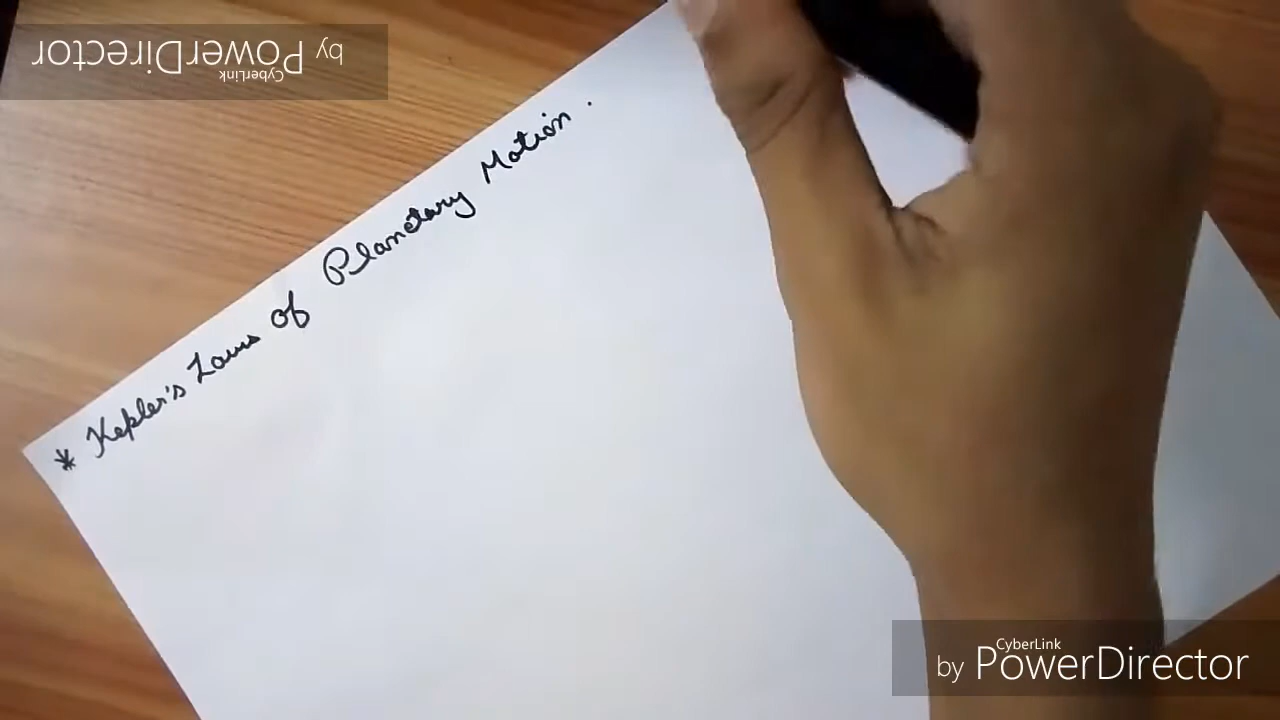 by CyberLink PowerDirector
* Kepler's Laws of Planetary Motion.
by CyberLink PowerDirector